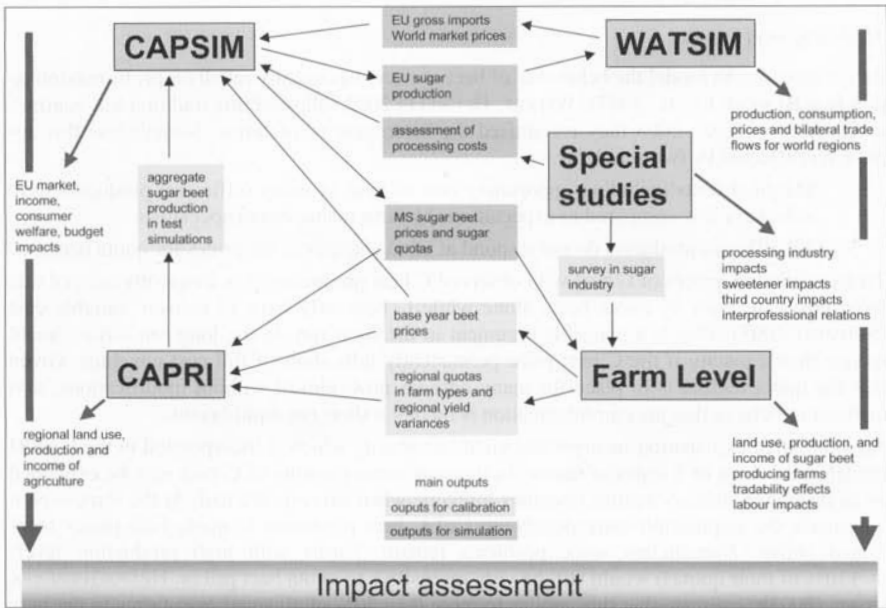 EU gross imports
World market prices
CAPSIM
WATSIM
EU sugar
production
production, consumption,
prices and bilateral trade
flows for world regions
assessment of
processing costs
Special
studies
EU market,
income,
consumer
welfare, budget
impacts
aggregate
sugar beet
production
in test
simulations
MS sugar beet
prices and sugar
quotas
survey in sugar
industry
processing industry
impacts
sweetener impacts
third country impacts
interprofessional relations
base year beet
prices
CAPRI
Farm Level
regional quotas
in farm types and
regional yield
variances
regional land use,
production and
income of
agriculture
land use, production, and
income of sugar beet
producing farms
tradability effects
labour impacts
main outputs
ouputs for calibration
outputs for simulation
Impact assessment